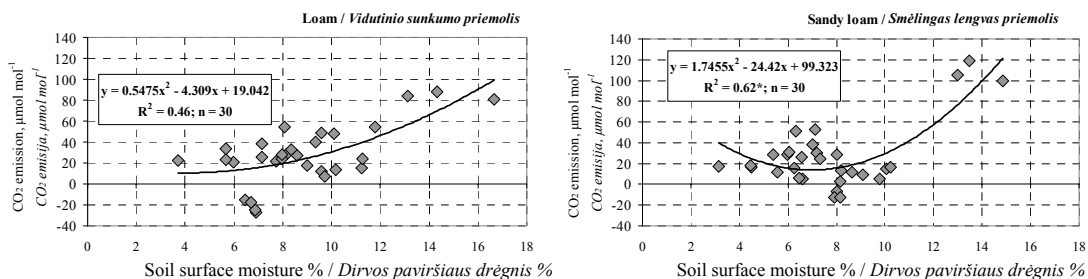 Loam / Vidutinio sunkumo priemolis
CO₂ emission, µmol mol⁻¹
CO₂ emisija, µmol mol⁻¹
140
120
100
80
60
40
20
0
-20
-40
y = 0.5475x² - 4.309x + 19.042
R² = 0.46; n = 30
0 2 4 6 8 10 12 14 16 18
Soil surface moisture % / Dirvos paviršiaus drėgnis %
Sandy loam / Smėlingas lengvas priemolis
CO₂ emission, µmol mol⁻¹
CO₂ emisija, µmol mol⁻¹
140
120
100
80
60
40
20
0
-20
-40
y = 1.7455x² - 24.42x + 99.323
R² = 0.62*; n = 30
0 2 4 6 8 10 12 14 16
Soil surface moisture % / Dirvos paviršiaus drėgnis %